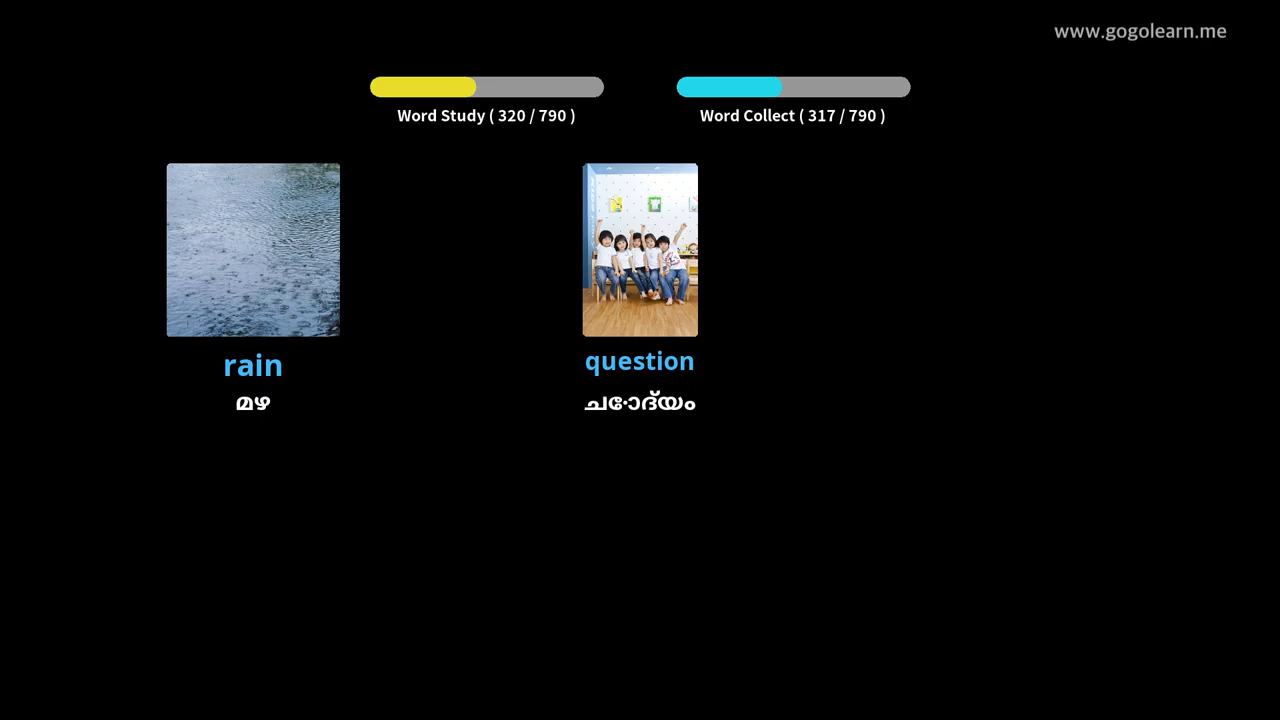 www.gogolearn.me
Word Study ( 320 / 790 )
Word Collect ( 317 / 790 )
rain
question
മഴ
ചോദ്യം